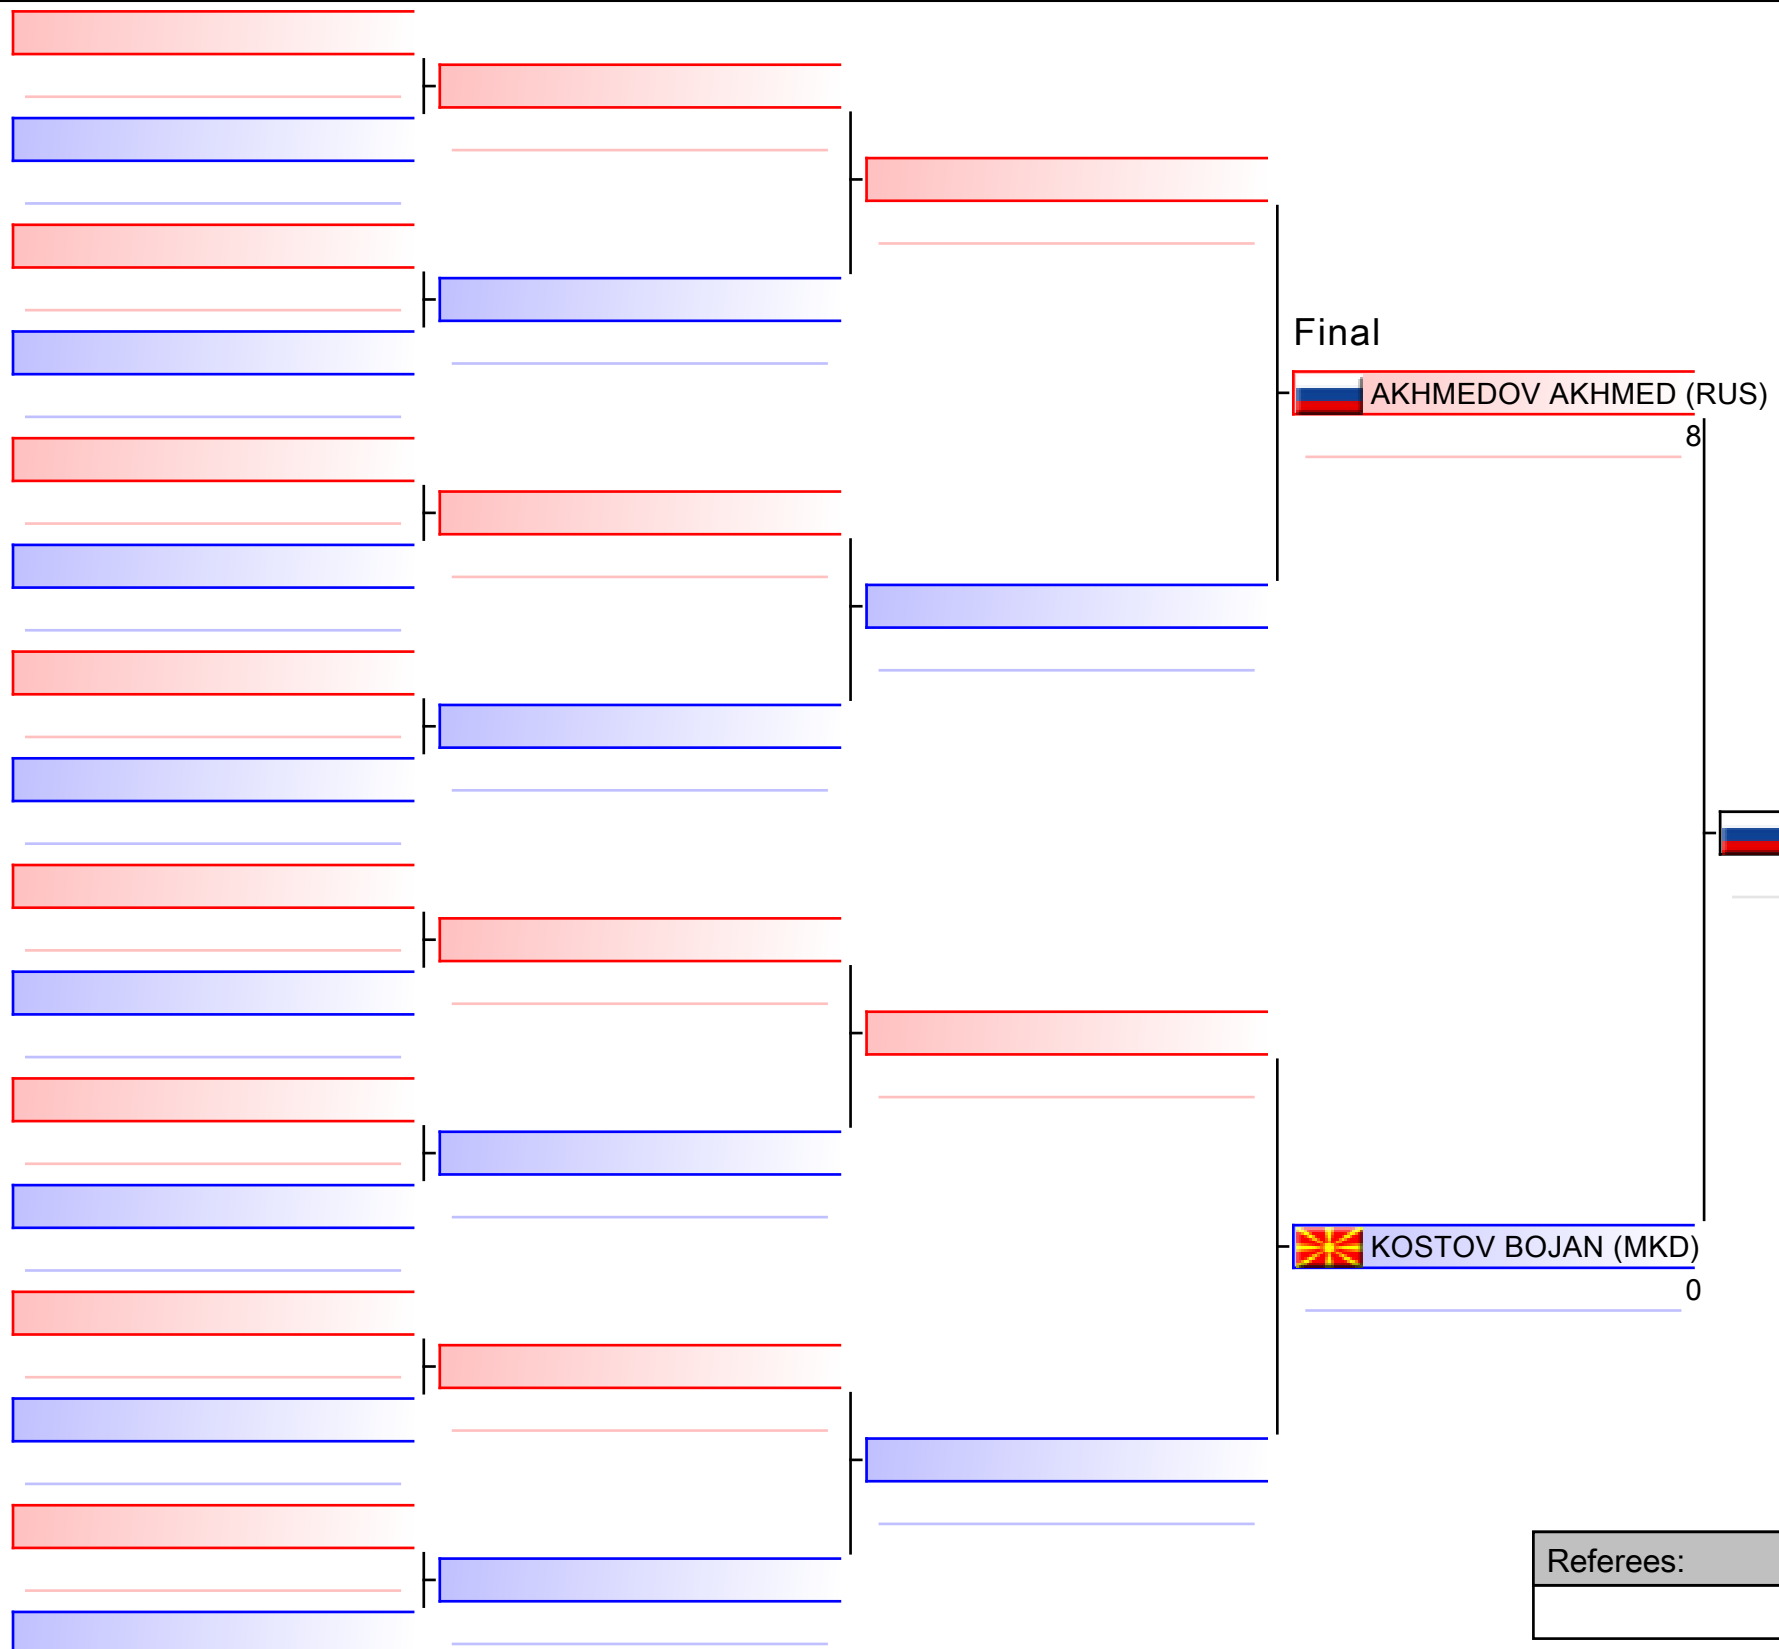 Final
AKHMEDOV AKHMED (RUS)
8
KOSTOV BOJAN (MKD)
0
Referees: